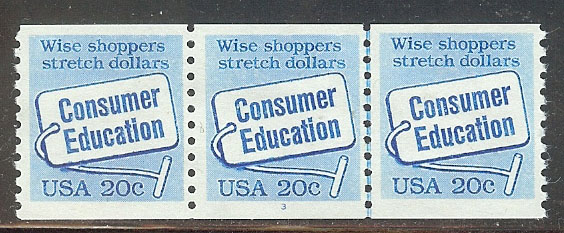 Wise shoppers
stretch dollars
Consumer
Education
USA 20c
Wise shoppers
stretch dollars
Consumer
Education
USA 20c
3
Wise shoppers
stretch dollars
Consumer
Education
USA 20c